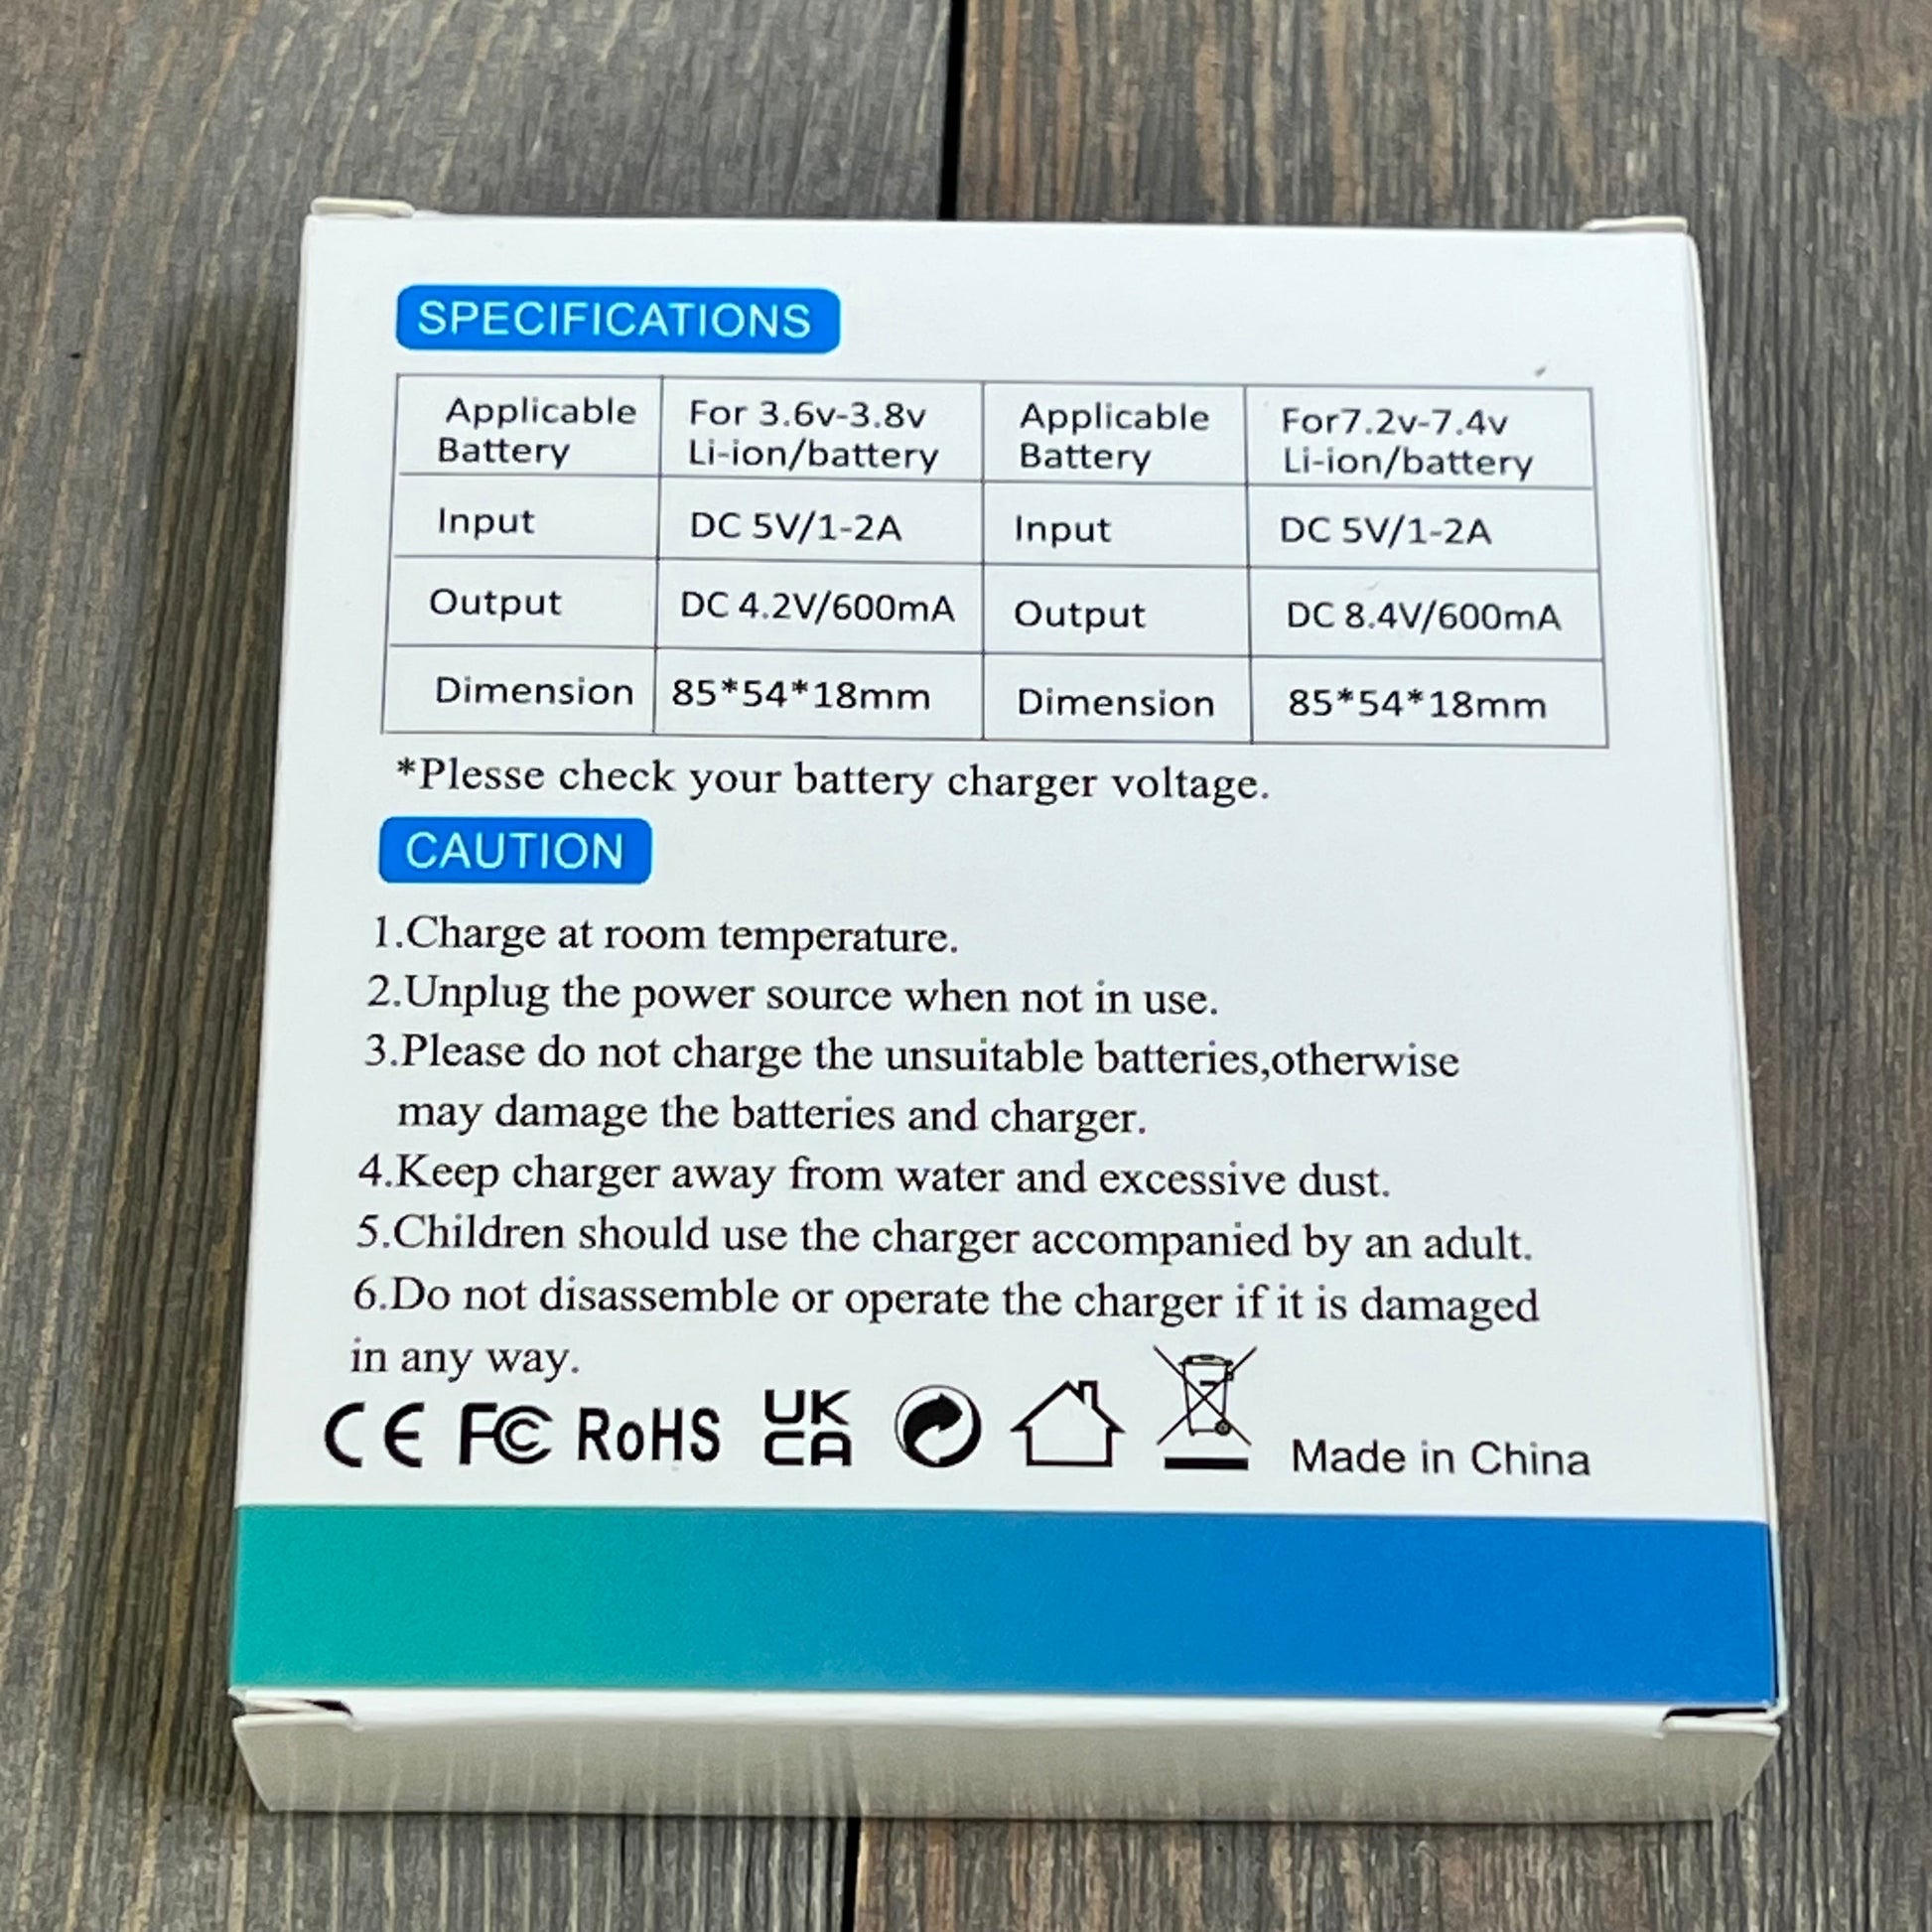 SPECIFICATIONS
Applicable Battery For 3.6v-3.8v Li-ion/battery Applicable Battery For7.2v-7.4v Li-ion/battery
Input DC 5V/1-2A Input DC 5V/1-2A
Output DC 4.2V/600mA Output DC 8.4V/600mA
Dimension 85*54*18mm Dimension 85*54*18mm
*Plesse check your battery charger voltage.
CAUTION
1.Charge at room temperature.
2.Unplug the power source when not in use.
3.Please do not charge the unsuitable batteries,otherwise
may damage the batteries and charger.
4.Keep charger away from water and excessive dust.
5.Children should use the charger accompanied by an adult.
6.Do not disassemble or operate the charger if it is damaged
in any way.
CE FC RoHS UK CA Made in China